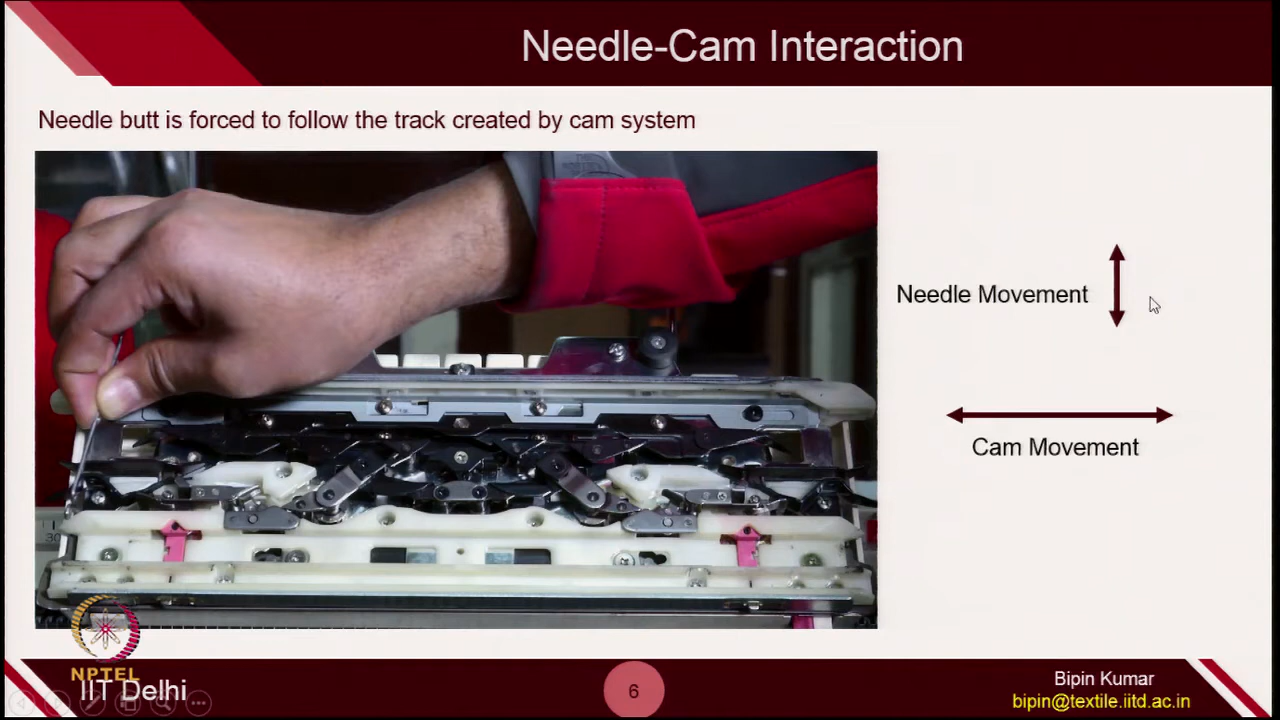 Needle-Cam Interaction
Needle butt is forced to follow the track created by cam system
Needle Movement
Cam Movement
30
NPTEL
IIT Delhi
6
Bipin Kumar
bipin@textile.iitd.ac.in